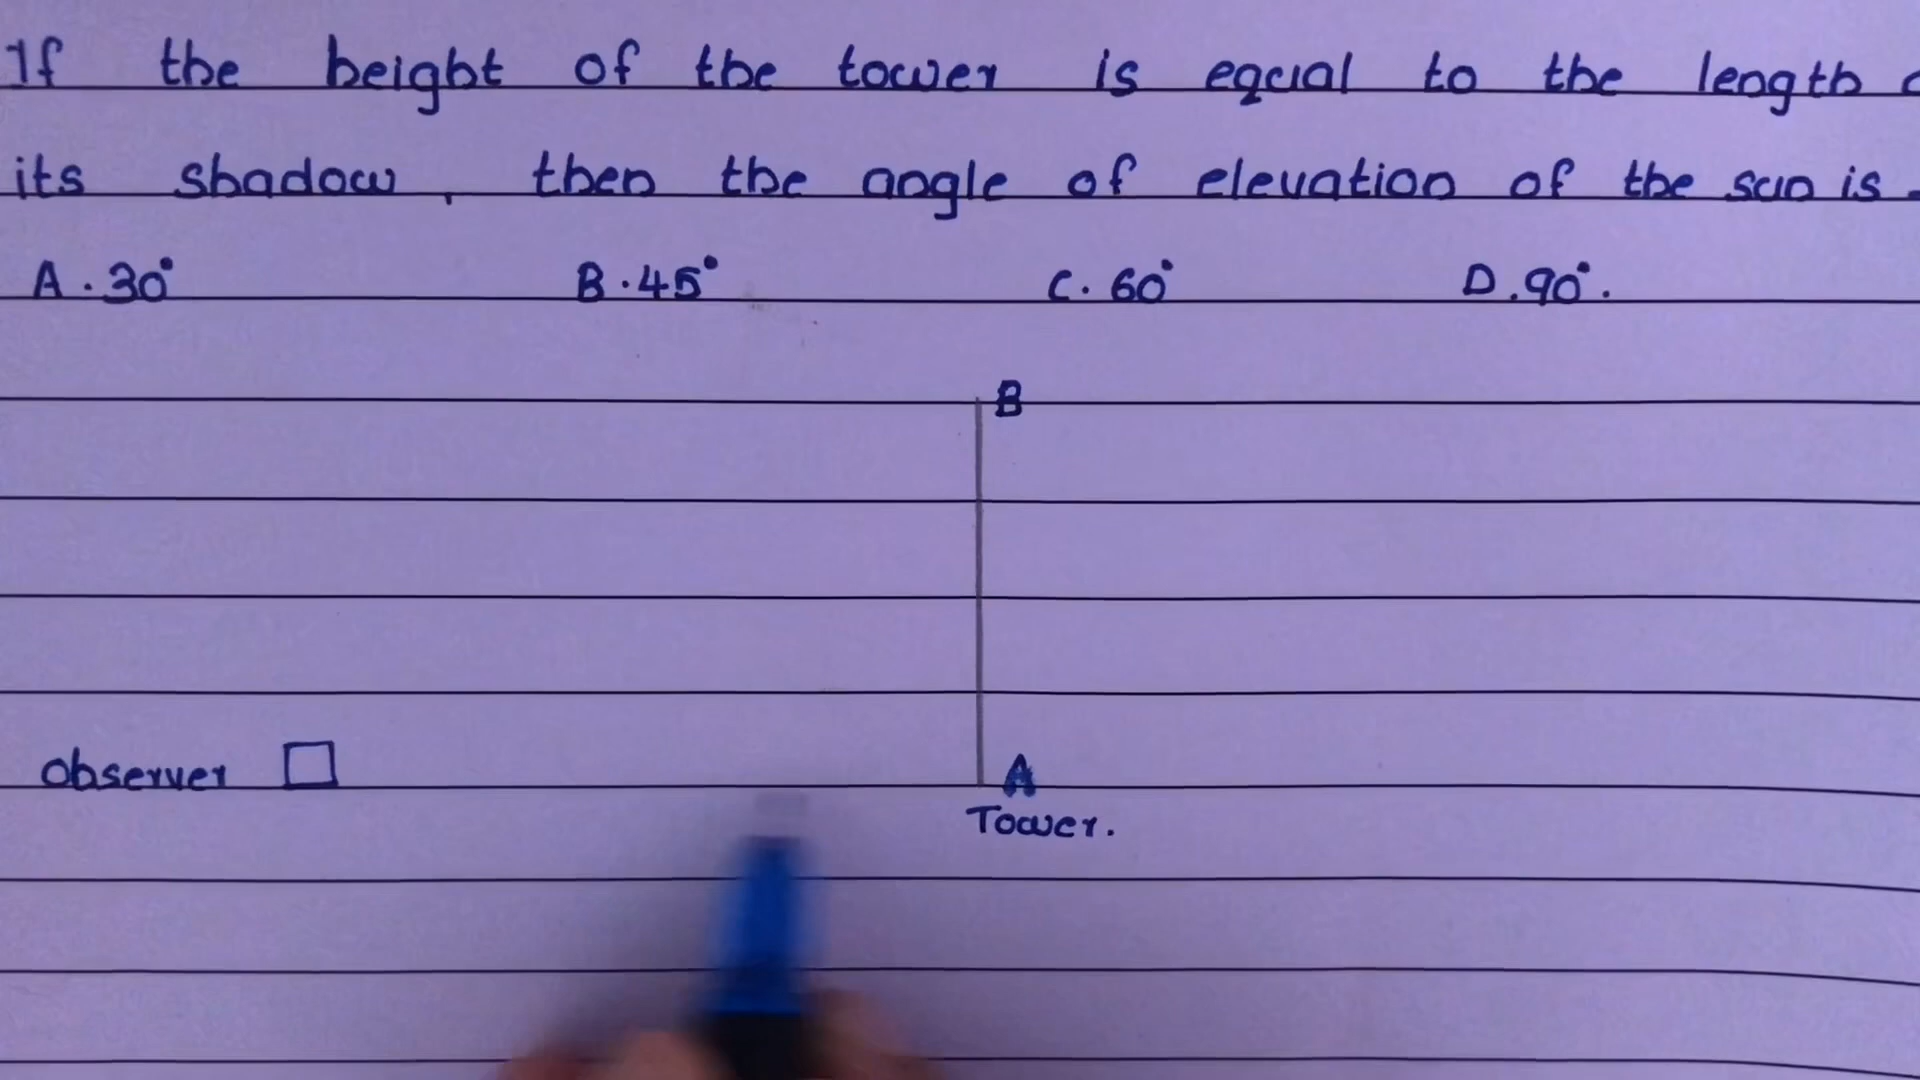 If the height of the tower is equal to the length
its shadow, then the angle of elevation of the sun is
A. 30° B. 45° C. 60° D. 90°.
B
observer A
Tower.